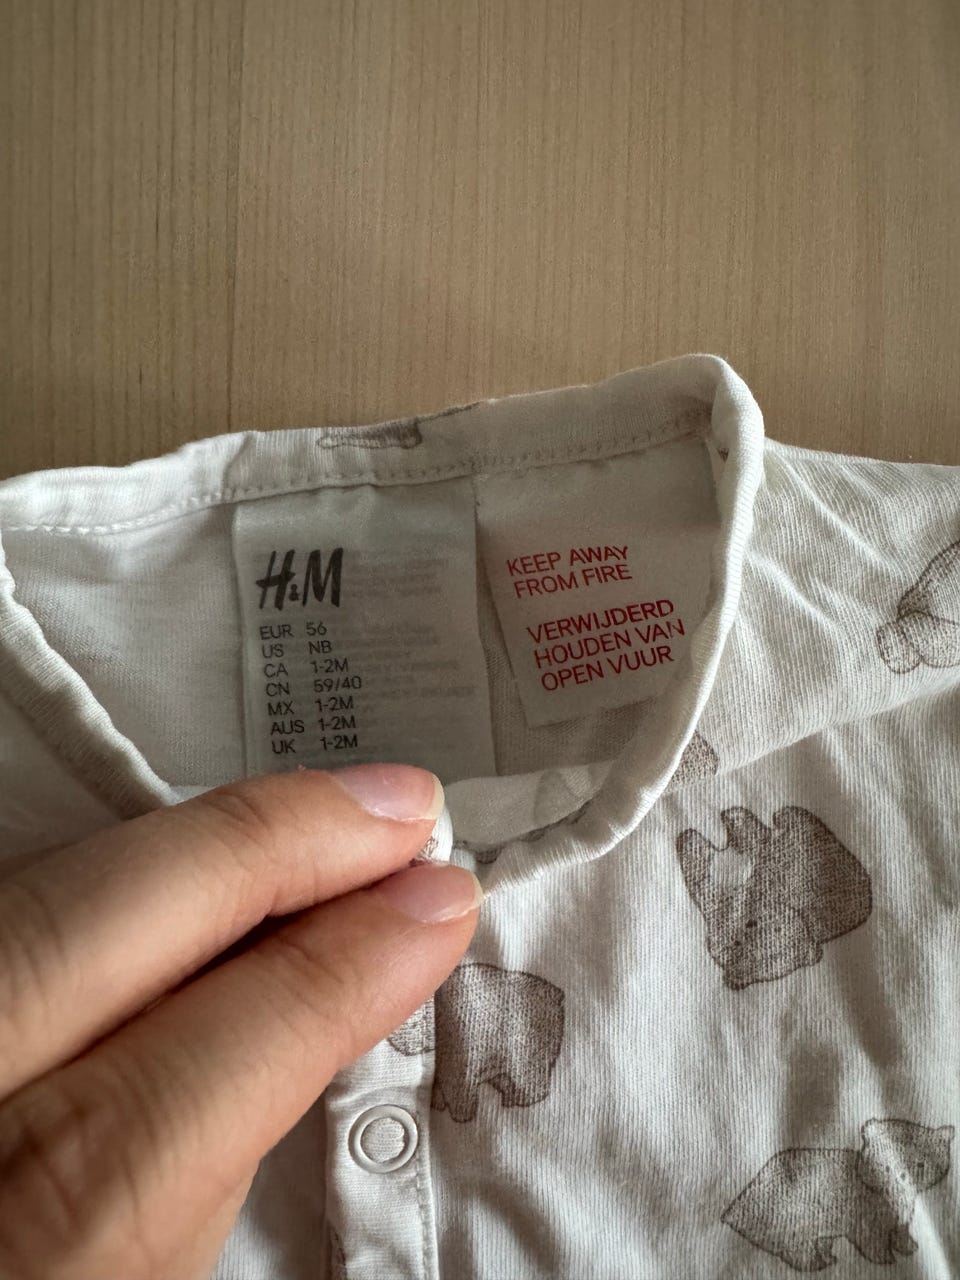 H&M
EUR 56
US NB
CA 1-2M
CN 59/40
MX 1-2M
AUS 1-2M
UK 1-2M
KEEP AWAY
FROM FIRE
VERWIJDERD
HOUDEN VAN
OPEN VUUR